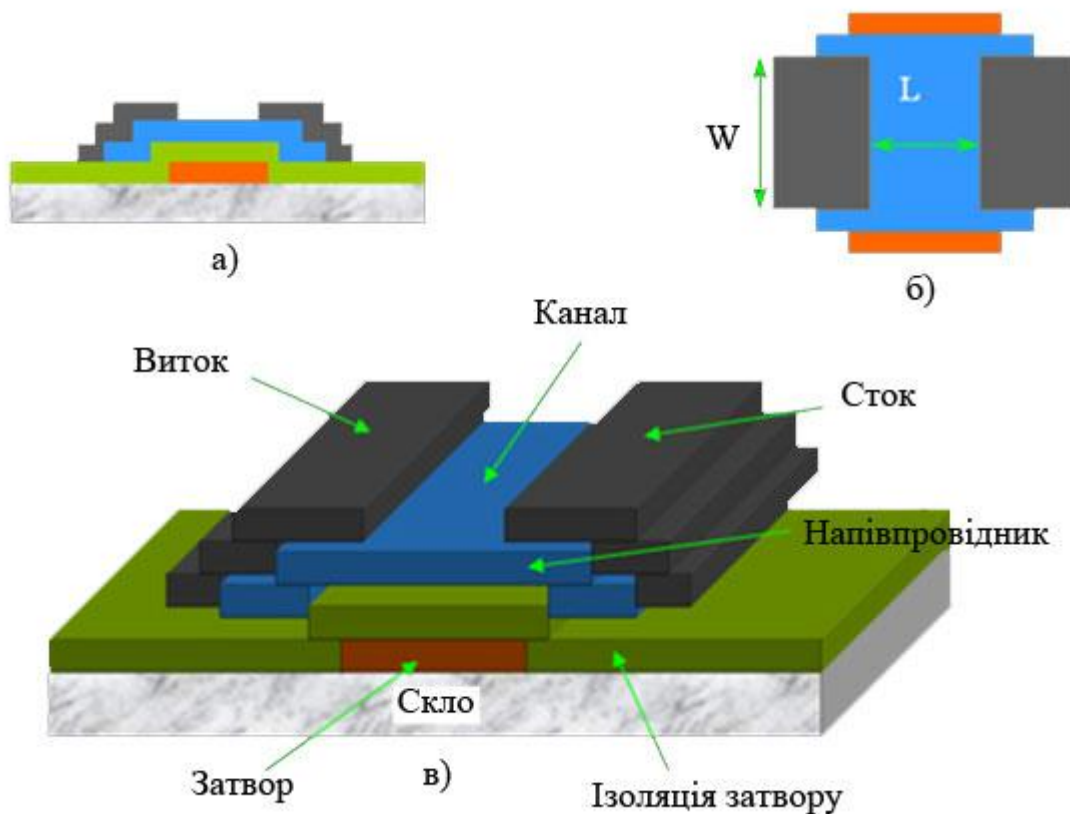 L
W
а)
б)
Канал
Виток
Сток
Напівпровідник
Скло
Затвор
в)
Ізоляція затвору